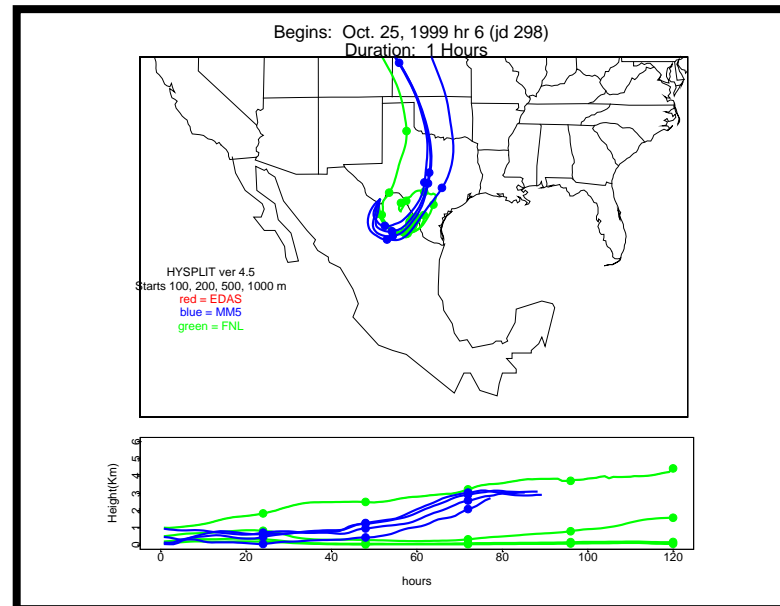 Begins:  Oct. 25, 1999 hr 6 (jd 298)
Duration:  1 Hours
HYSPLIT ver 4.5
Starts 100, 200, 500, 1000 m
red = EDAS
blue = MM5
green = FNL
Height(Km)
6
5
4
3
2
1
0
0 20 40 60 80 100 120
hours